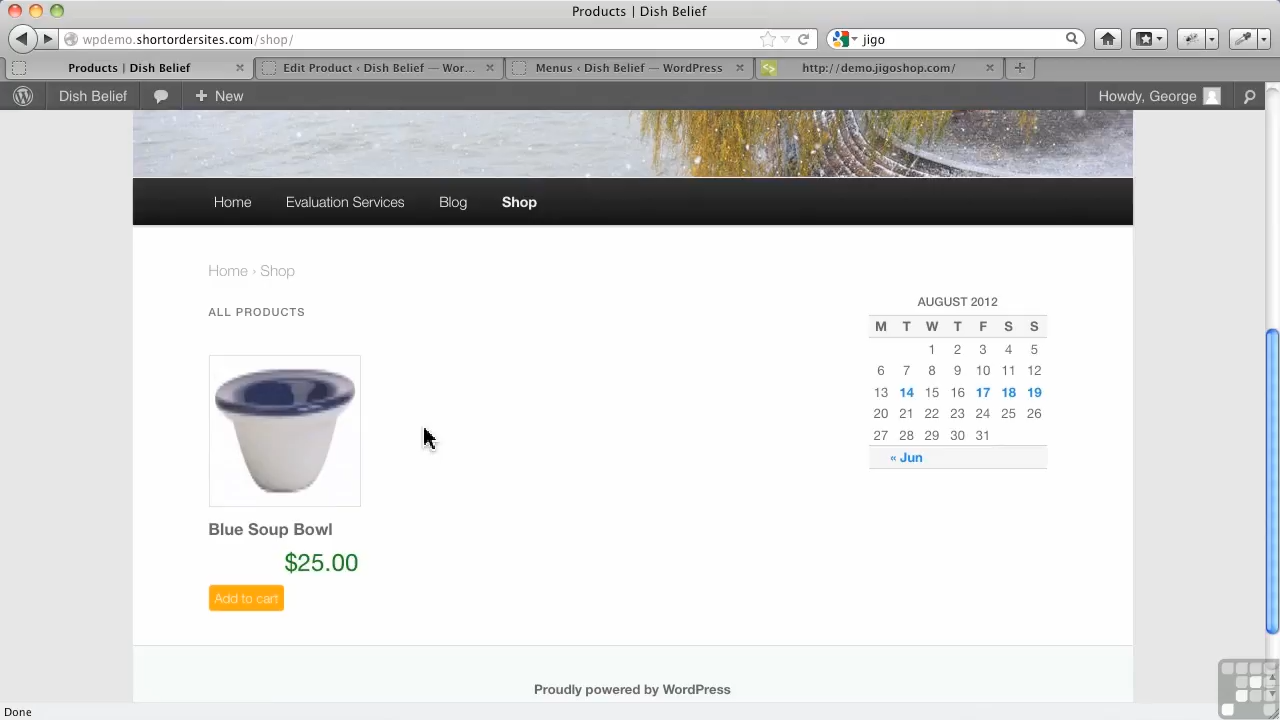 Products | Dish Belief
wpdemo.shortordersites.com/shop/
jigo
Products | Dish Belief
Edit Product ‹ Dish Belief — Wor...
Menus ‹ Dish Belief — WordPress
http://demo.jigoshop.com/
Dish Belief
+ New
Howdy, George
Home
Evaluation Services
Blog
Shop
Home › Shop
ALL PRODUCTS
AUGUST 2012
M T W T F S S
1 2 3 4 5
6 7 8 9 10 11 12
13 14 15 16 17 18 19
20 21 22 23 24 25 26
27 28 29 30 31
« Jun
Blue Soup Bowl
$25.00
Add to cart
Proudly powered by WordPress
Done